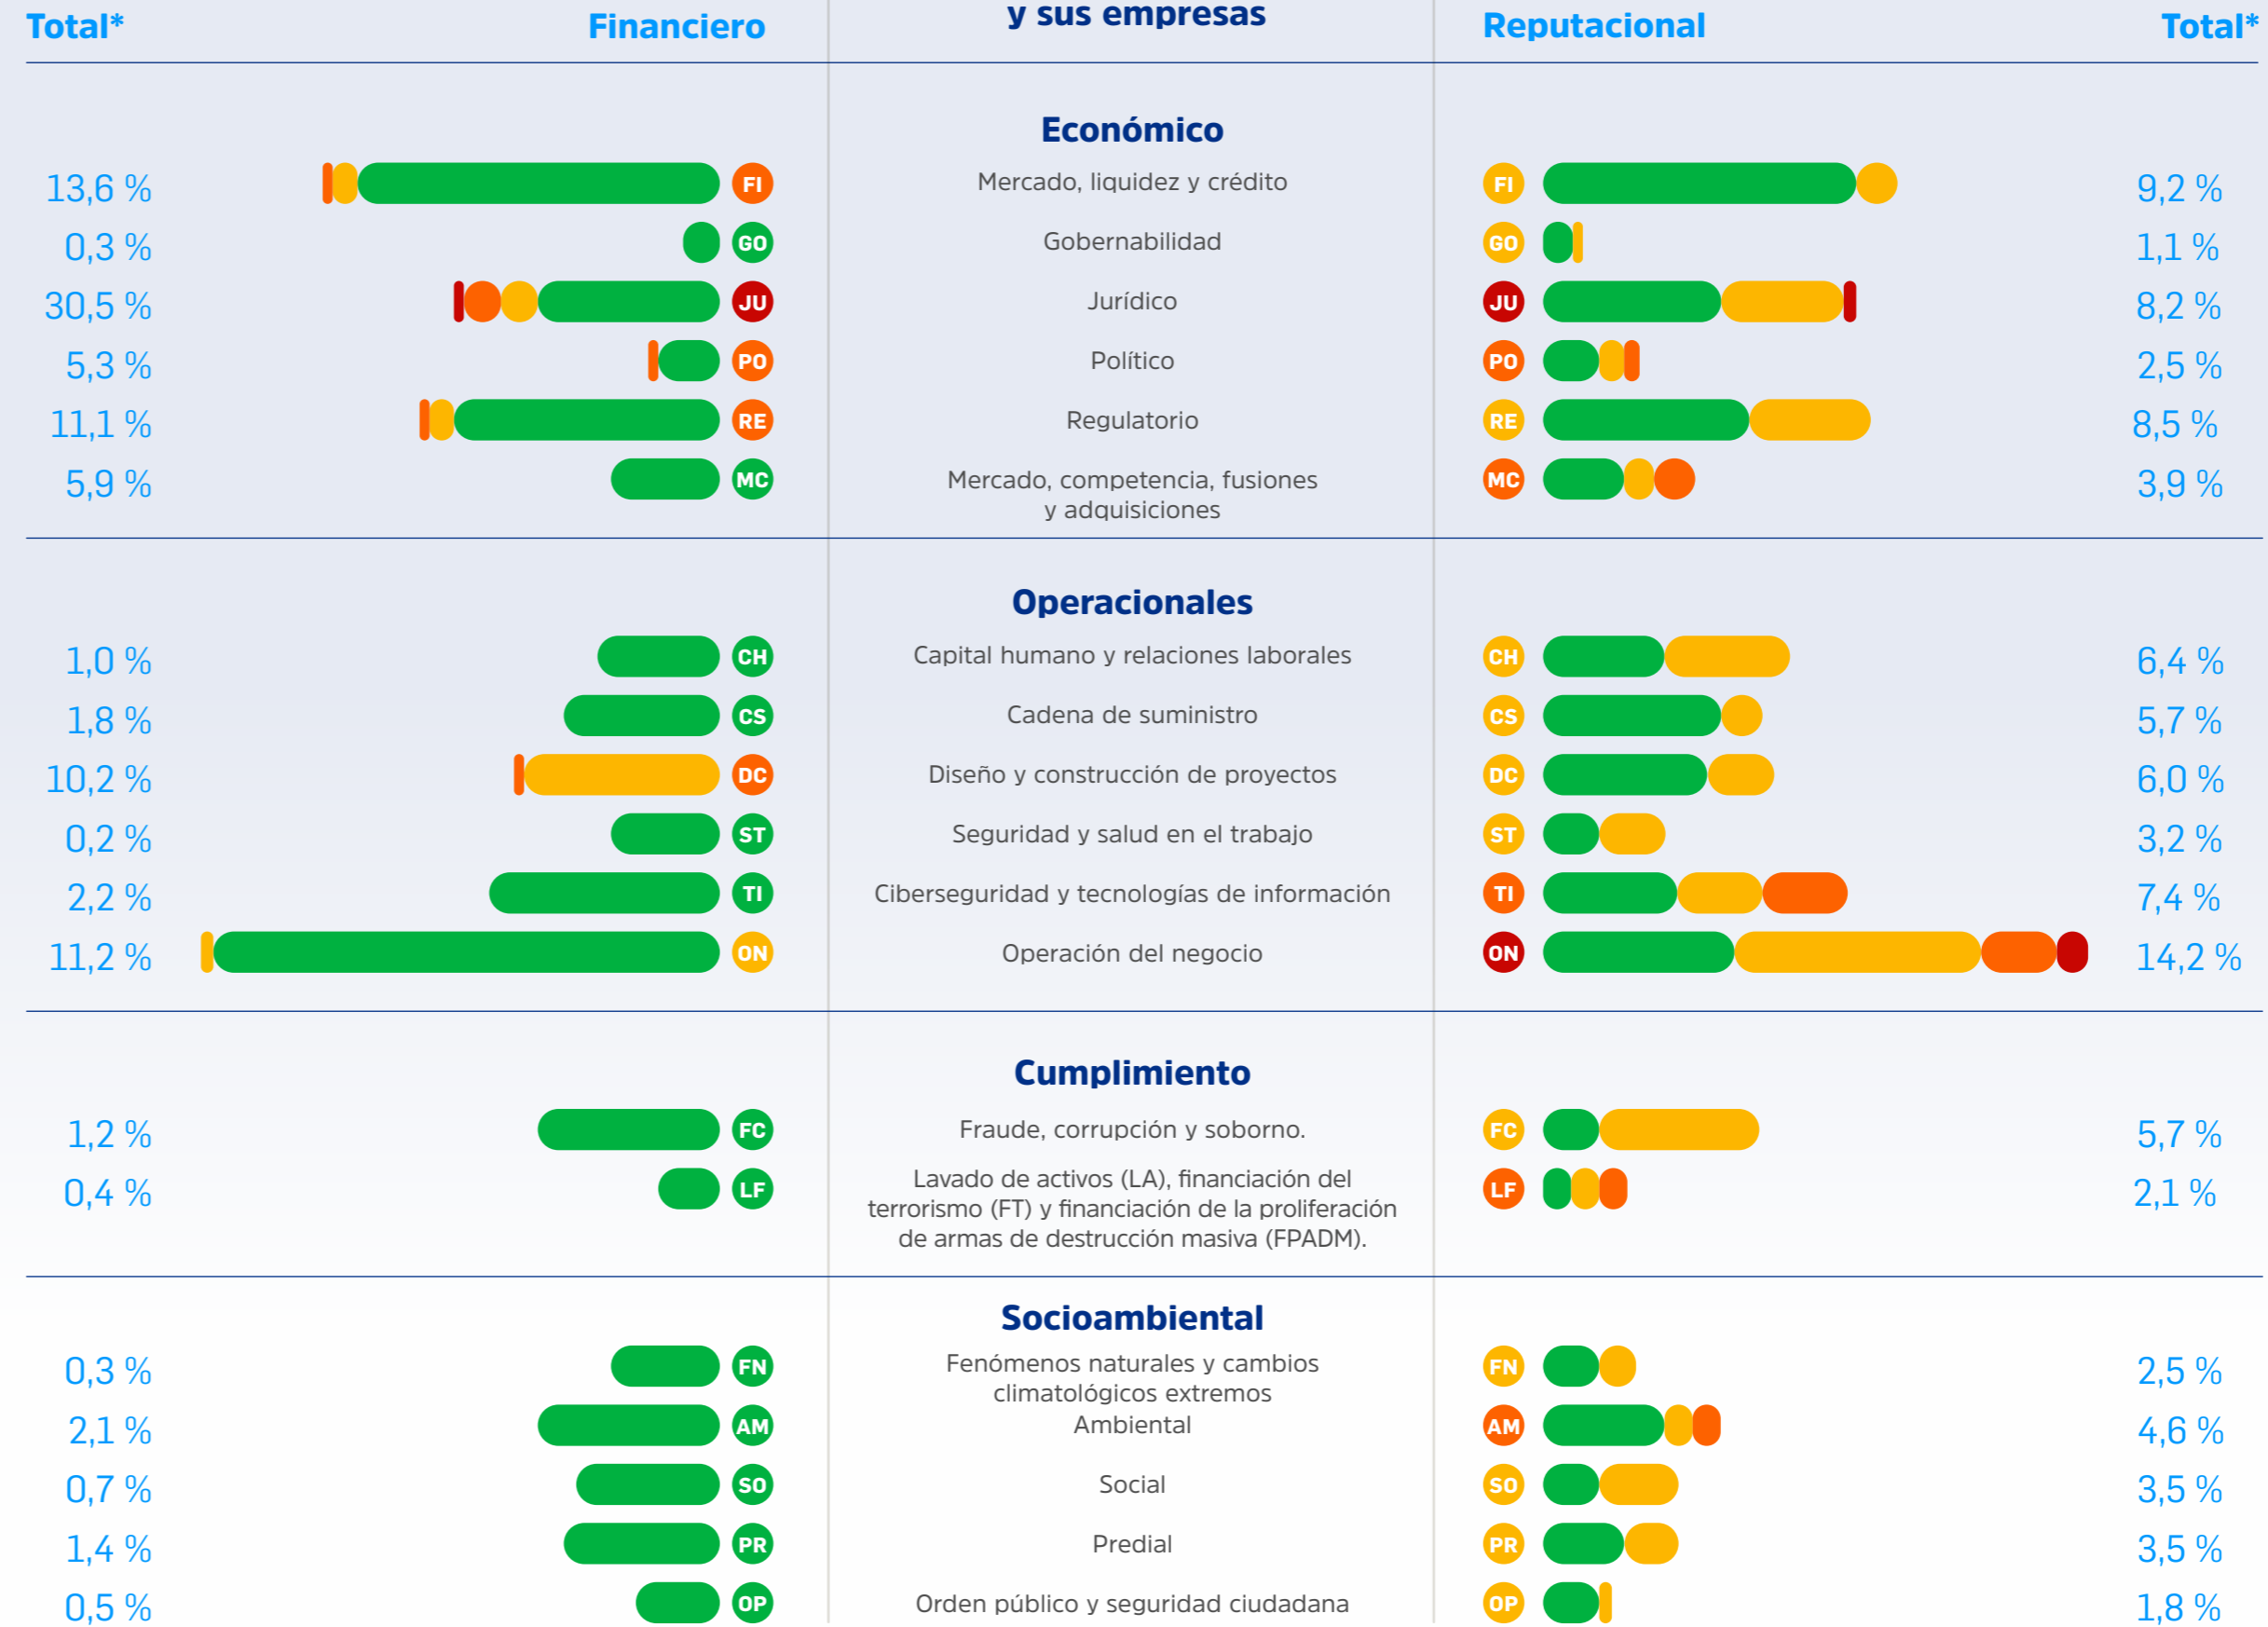 y sus empresas
Total* Financiero Reputacional Total*
Económico
13,6 % FI Mercado, liquidez y crédito FI 9,2 %
0,3 % GO Gobernabilidad GO 1,1 %
30,5 % JU Jurídico JU 8,2 %
5,3 % PO Político PO 2,5 %
11,1 % RE Regulatorio RE 8,5 %
5,9 % MC Mercado, competencia, fusiones MC 3,9 %
y adquisiciones
Operacionales
1,0 % CH Capital humano y relaciones laborales CH 6,4 %
1,8 % CS Cadena de suministro CS 5,7 %
10,2 % DC Diseño y construcción de proyectos DC 6,0 %
0,2 % ST Seguridad y salud en el trabajo ST 3,2 %
2,2 % TI Ciberseguridad y tecnologías de información TI 7,4 %
11,2 % ON Operación del negocio ON 14,2 %
Cumplimiento
1,2 % FC Fraude, corrupción y soborno. FC 5,7 %
0,4 % LF Lavado de activos (LA), financiación del LF 2,1 %
terrorismo (FT) y financiación de la proliferación
de armas de destrucción masiva (FPADM).
Socioambiental
0,3 % FN Fenómenos naturales y cambios FN 2,5 %
climatológicos extremos
2,1 % AM Ambiental AM 4,6 %
0,7 % SO Social SO 3,5 %
1,4 % PR Predial PR 3,5 %
0,5 % OP Orden público y seguridad ciudadana OP 1,8 %